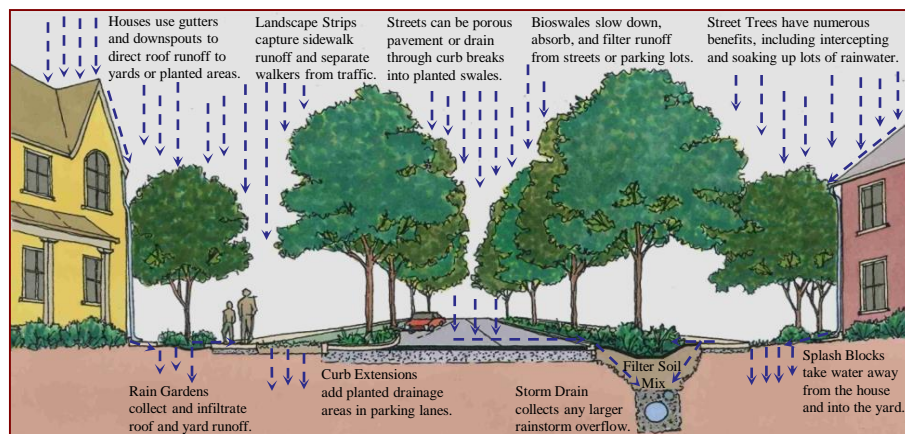 Houses use gutters
and downspouts to
direct roof runoff to
yards or planted areas.
Landscape Strips
capture sidewalk
runoff and separate
walkers from traffic.
Streets can be porous
pavement or drain
through curb breaks
into planted swales.
Bioswales slow down,
absorb, and filter runoff
from streets or parking lots.
Street Trees have numerous
benefits, including intercepting
and soaking up lots of rainwater.
Rain Gardens
collect and infiltrate
roof and yard runoff.
Curb Extensions
add planted drainage
areas in parking lanes.
Storm Drain
collects any larger
rainstorm overflow.
Filter Soil
Mix
Splash Blocks
take water away
from the house
and into the yard.